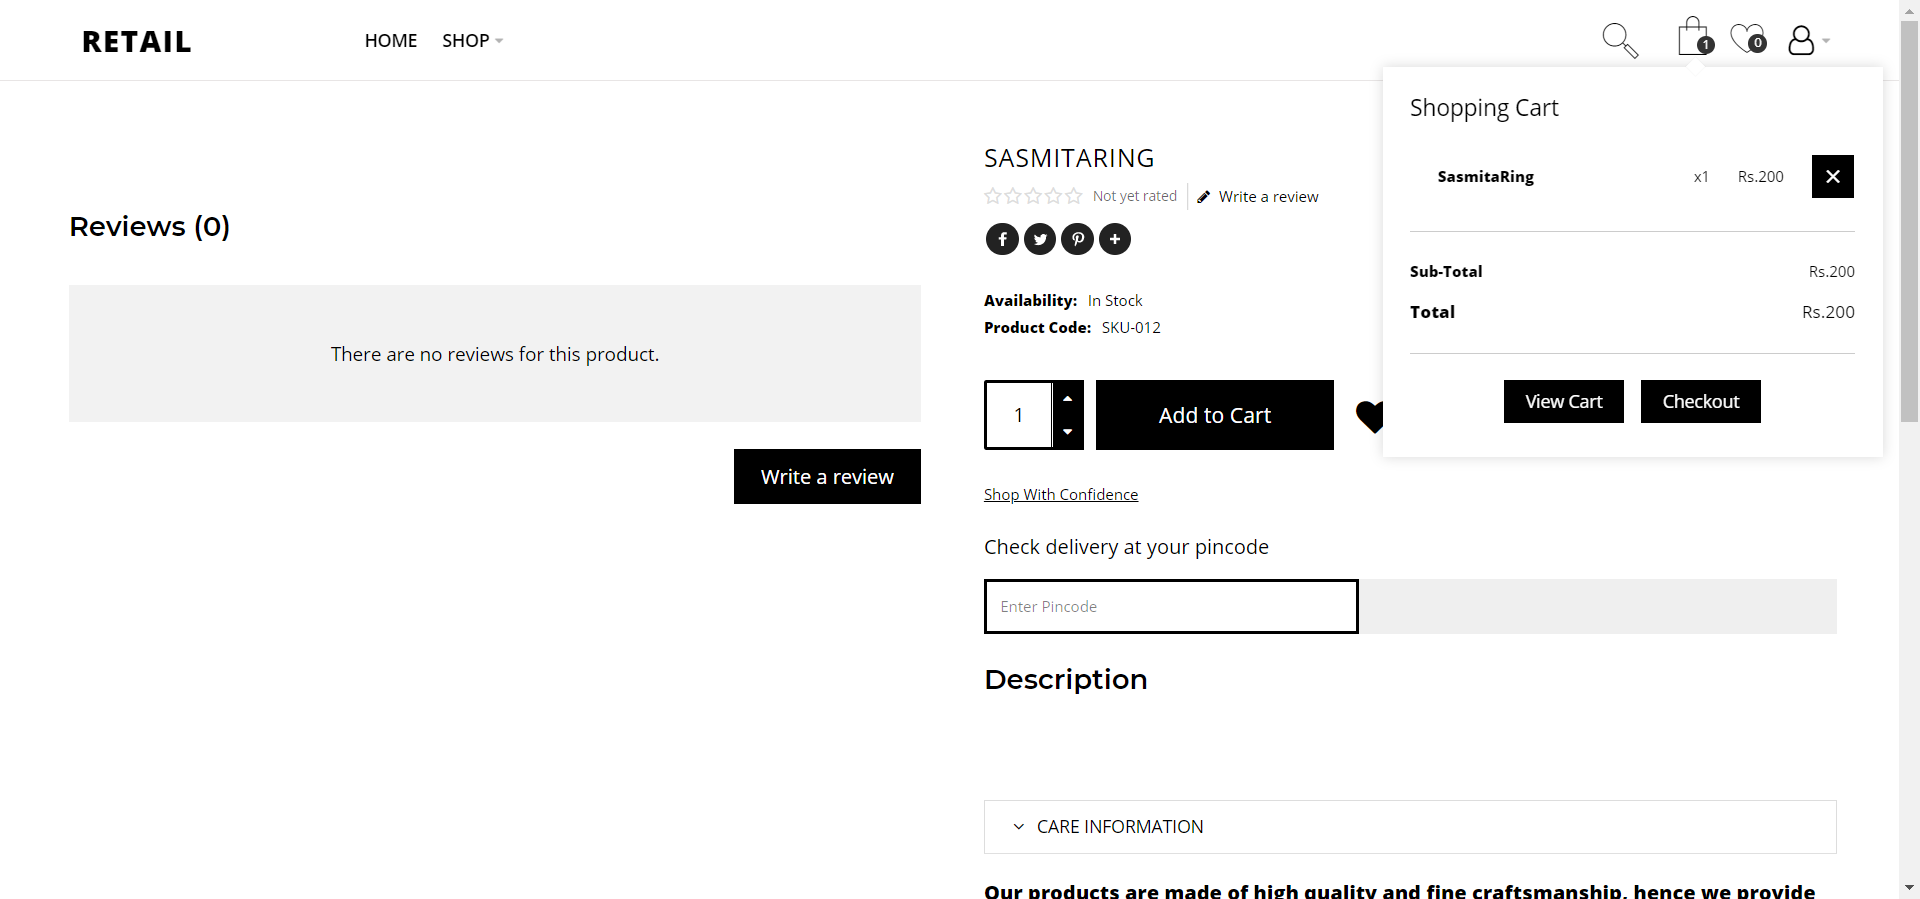 RETAIL
HOME SHOP
1 0
Shopping Cart
SasmitaRing x1 Rs.200
Sub-Total Rs.200
Total Rs.200
View Cart Checkout
Reviews (0)
There are no reviews for this product.
Write a review
SASMITARING
Not yet rated Write a review
Availability: In Stock
Product Code: SKU-012
1 Add to Cart
Shop With Confidence
Check delivery at your pincode
Enter Pincode
Description
CARE INFORMATION
Our products are made of high quality and fine craftsmanship, hence we provide